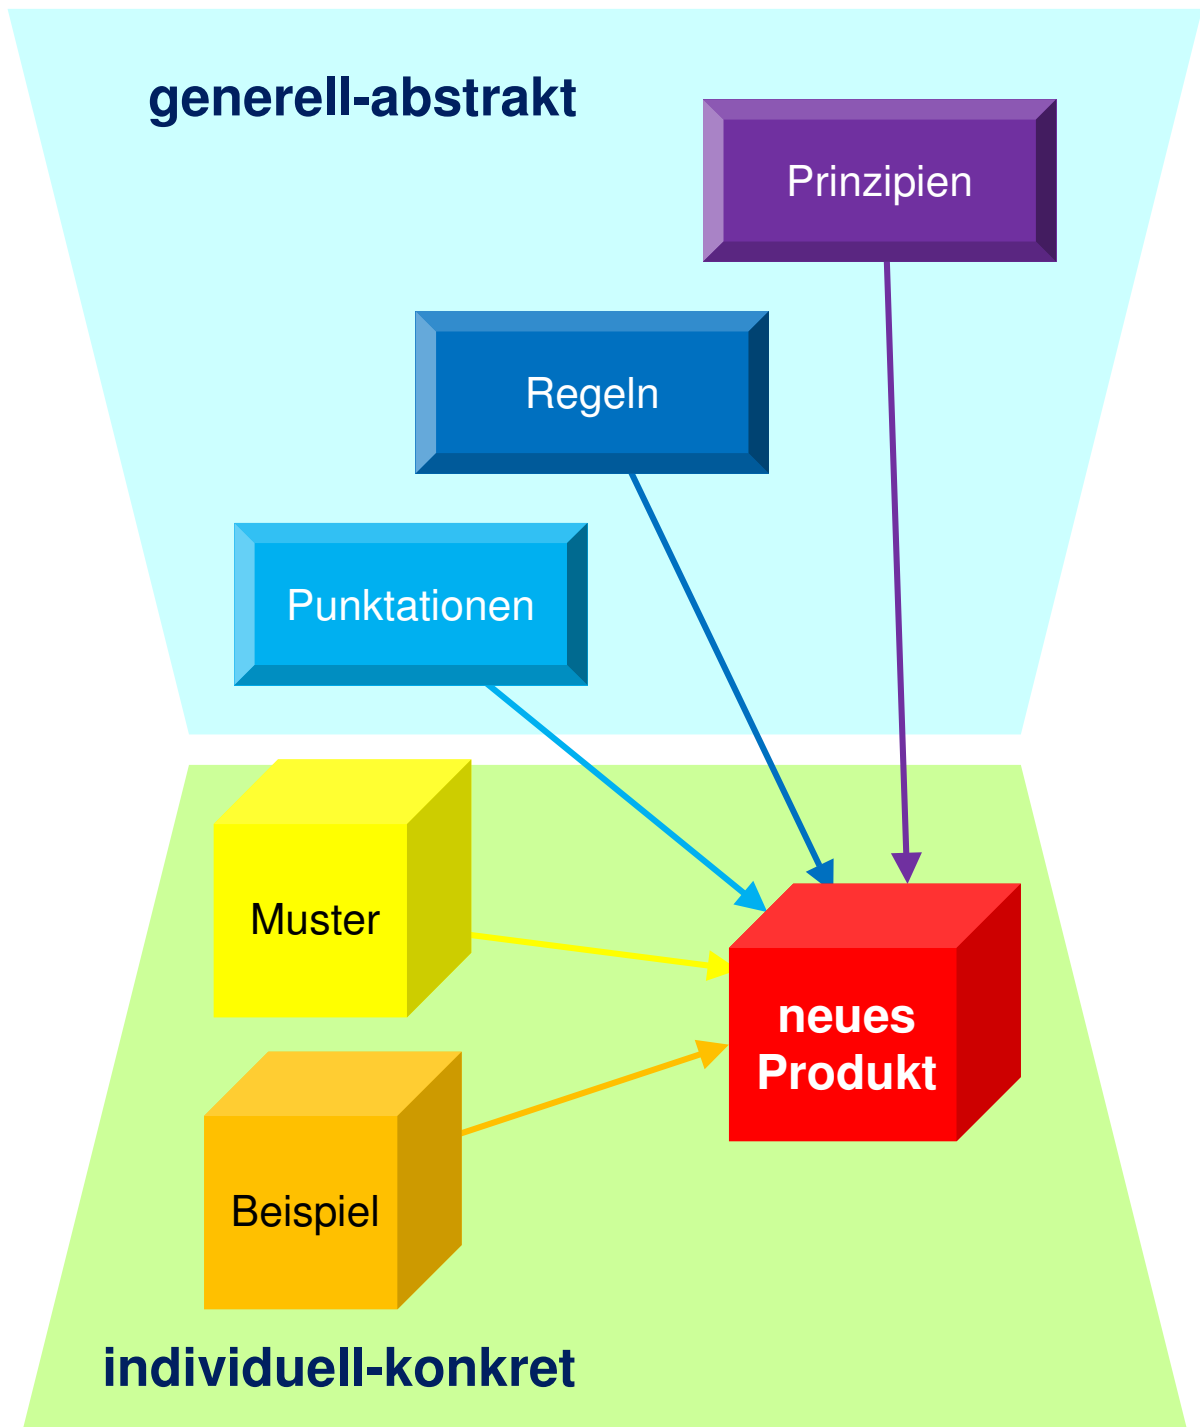 generell-abstrakt
Prinzipien
Regeln
Punktationen
Muster
neues
Produkt
Beispiel
individuell-konkret